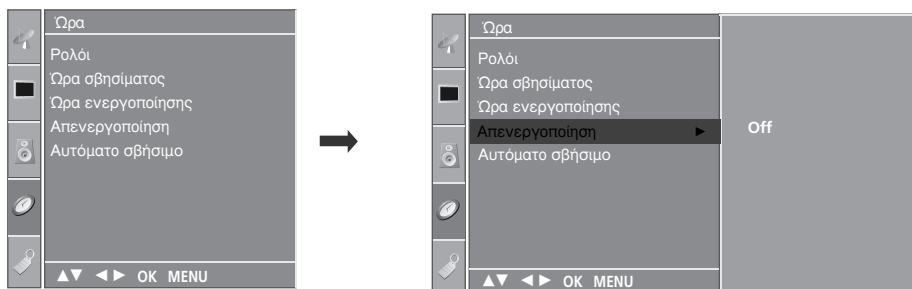 Ώρα
Ρολόι
Ώρα σβησίματος
Ώρα ενεργοποίησης
Απενεργοποίηση
Αυτόματο σβήσιμο
▲▼ ◄► OK MENU
Ώρα
Ρολόι
Ώρα σβησίματος
Ώρα ενεργοποίησης
Απενεργοποίηση ►
Αυτόματο σβήσιμο
▲▼ ◄► OK MENU
Off